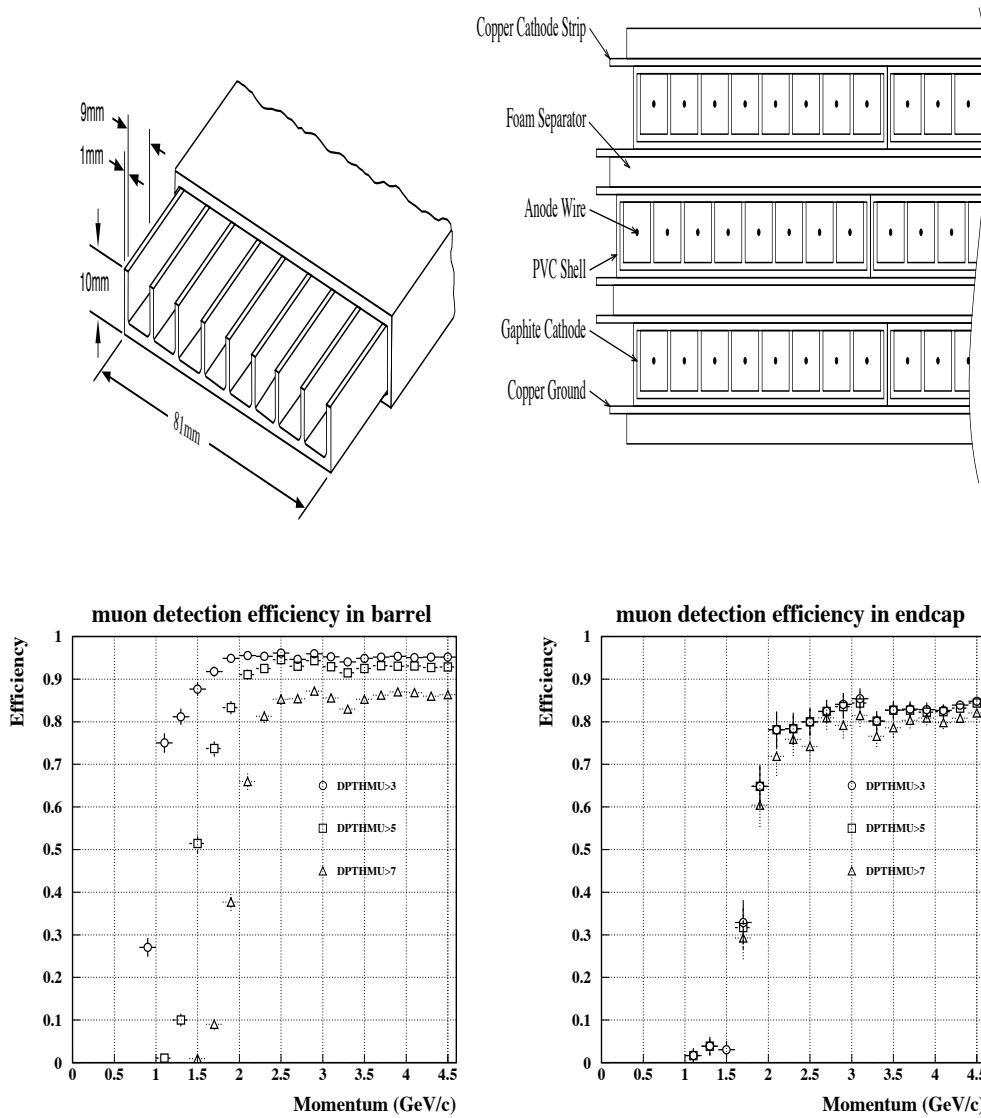 9mm
1mm
10mm
81mm
Copper Cathode Strip
Foam Separator
Anode Wire
PVC Shell
Gaphite Cathode
Copper Ground
muon detection efficiency in barrel
Efficiency
1
0.9
0.8
0.7
0.6
0.5
0.4
0.3
0.2
0.1
0
DPTHMU>3
DPTHMU>5
DPTHMU>7
0 0.5 1 1.5 2 2.5 3 3.5 4 4.5
Momentum (GeV/c)
muon detection efficiency in endcap
Efficiency
1
0.9
0.8
0.7
0.6
0.5
0.4
0.3
0.2
0.1
0
DPTHMU>3
DPTHMU>5
DPTHMU>7
0 0.5 1 1.5 2 2.5 3 3.5 4 4.5
Momentum (GeV/c)